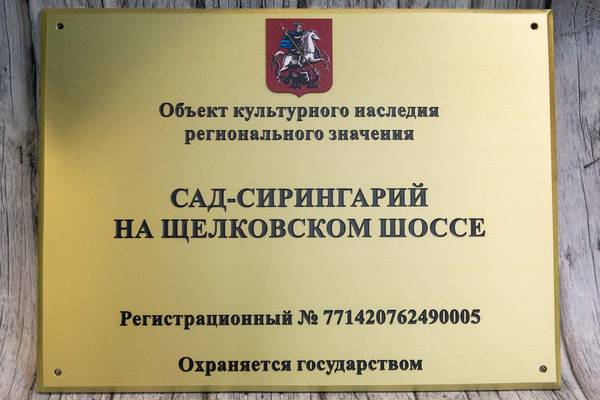 Объект культурного наследия
регионального значения
САД-СИРИНГАРИЙ
НА ЩЕЛКОВСКОМ ШОССЕ
Регистрационный № 771420762490005
Охраняется государством